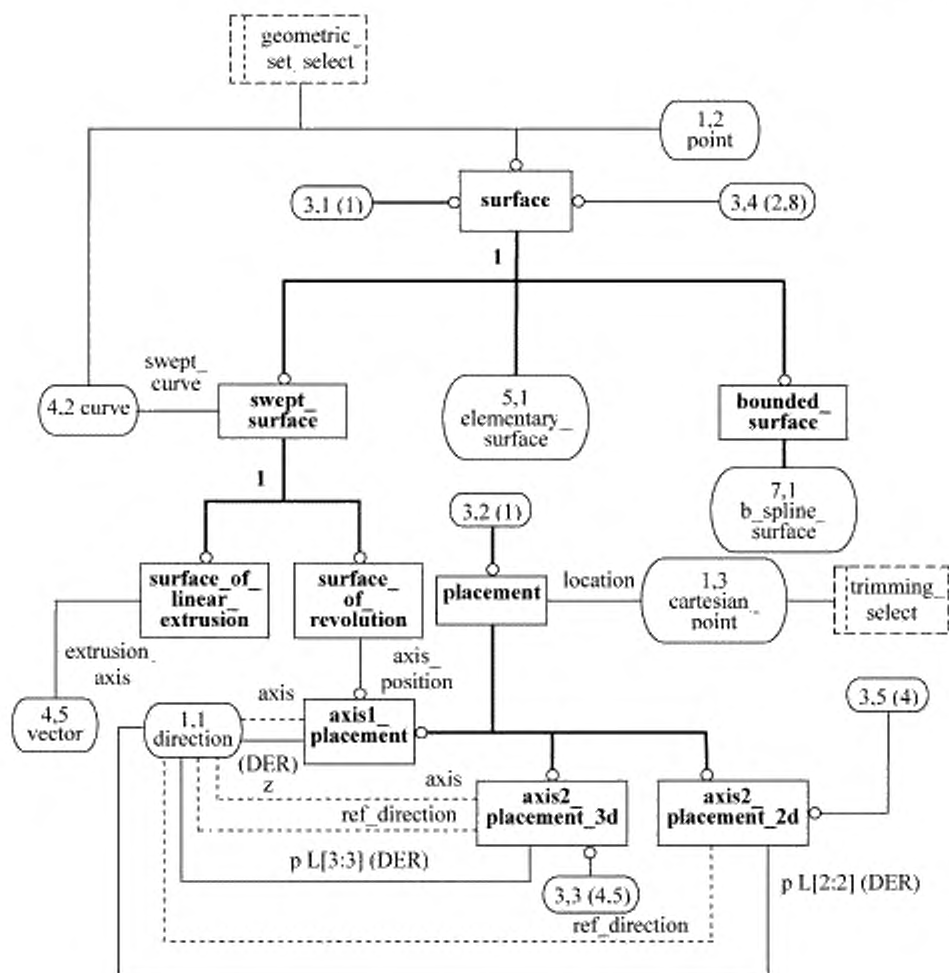 geometric_
set_select
1,2
point
3,1 (1)
surface
3,4 (2,8)
1
swept_
curve
4,2 curve
swept_
surface
5,1
elementary_
surface
bounded_
surface
1
3,2 (1)
7,1
b_spline_
surface
surface_of_
linear_
extrusion
surface_
of_
revolution
placement
location
1,3
cartesian_
point
trimming_
select
extrusion_
axis
axis_
position
4,5
vector
1,1
direction
axis
axis1_
placement
3,5 (4)
(DER)
z
axis
ref_direction
axis2_
placement_3d
axis2_
placement_2d
p L[3:3] (DER)
3,3 (4.5)
p L[2:2] (DER)
ref_direction